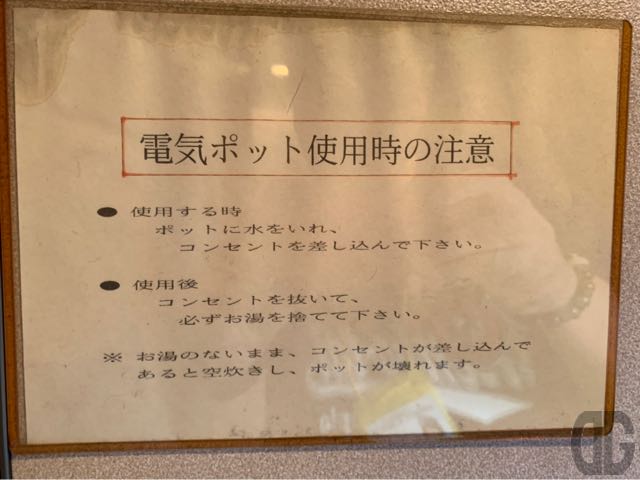 電気ポット使用時の注意
● 使用する時
ポットに水をいれ、
コンセントを差し込んで下さい。
● 使用後
コンセントを抜いて、
必ずお湯を捨てて下さい。
※ お湯のないまま、コンセントが差し込んで
あると空炊きし、ポットが壊れます。